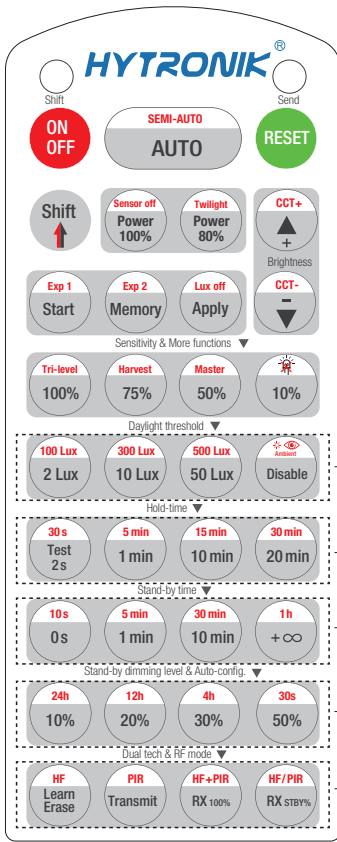 HYTRONIK®
Shift
Send
ON
OFF
SEMI-AUTO
AUTO
RESET
Shift
Sensor off
Power
100%
Twilight
Power
80%
CCT+
+
Brightness
CCT-
-
Exp 1
Start
Exp 2
Memory
Lux off
Apply
Sensitivity & More functions ▼
Tri-level
100%
Harvest
75%
Master
50%
10%
Daylight threshold ▼
100 Lux
2 Lux
300 Lux
10 Lux
500 Lux
50 Lux
Ambient
Disable
Hold-time ▼
30 s
Test
2 s
5 min
1 min
15 min
10 min
30 min
20 min
Stand-by time ▼
10 s
0 s
5 min
1 min
30 min
10 min
1 h
+∞
Stand-by dimming level & Auto-config. ▼
24h
10%
12h
20%
4h
30%
30s
50%
Dual tech & RF mode ▼
HF
Learn
Erase
PIR
Transmit
HF+PIR
RX 100%
HF/PIR
RX STBY%